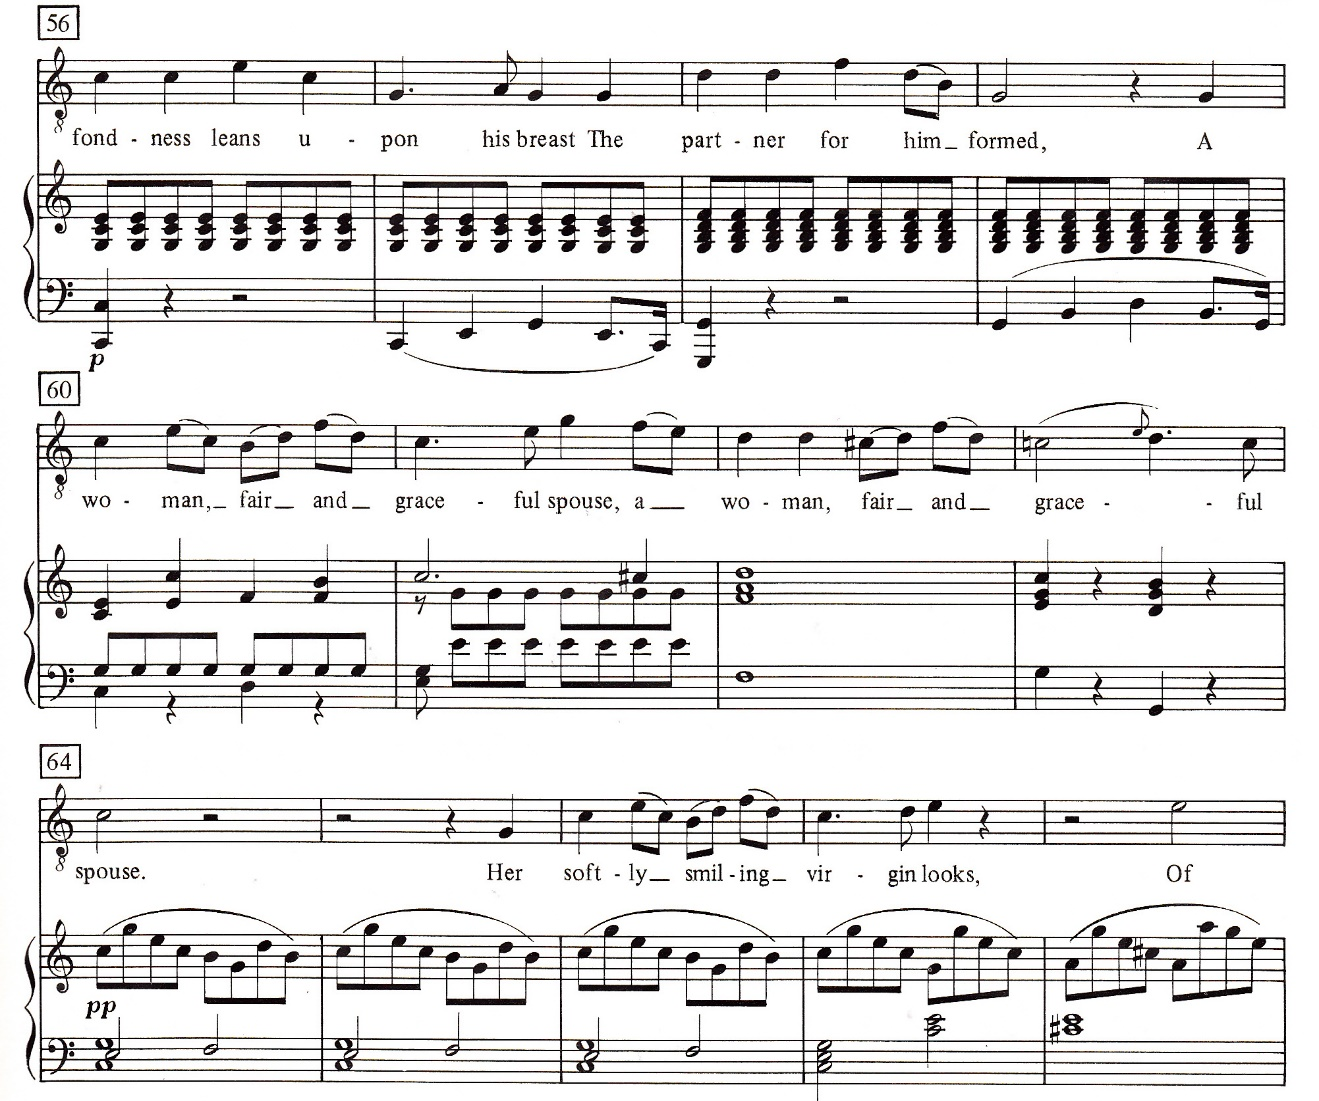 56
fond - ness leans u - pon his breast The part - ner for him_ formed, A
p
60
wo - man,_ fair_ and_ grace - ful spouse, a_ wo - man, fair_ and_ grace - - ful
64
spouse. Her soft - ly_ smil - ing_ vir - gin looks, Of
pp